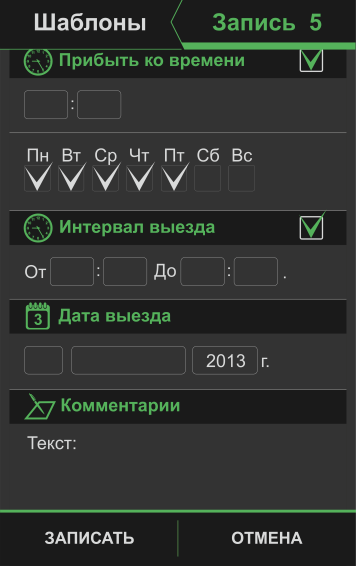 Шаблоны Запись 5
Прибыть ко времени
:
Пн Вт Ср Чт Пт Сб Вс
Интервал выезда
От : До : .
3 Дата выезда
2013 г.
Комментарии
Текст:
ЗАПИСАТЬ ОТМЕНА